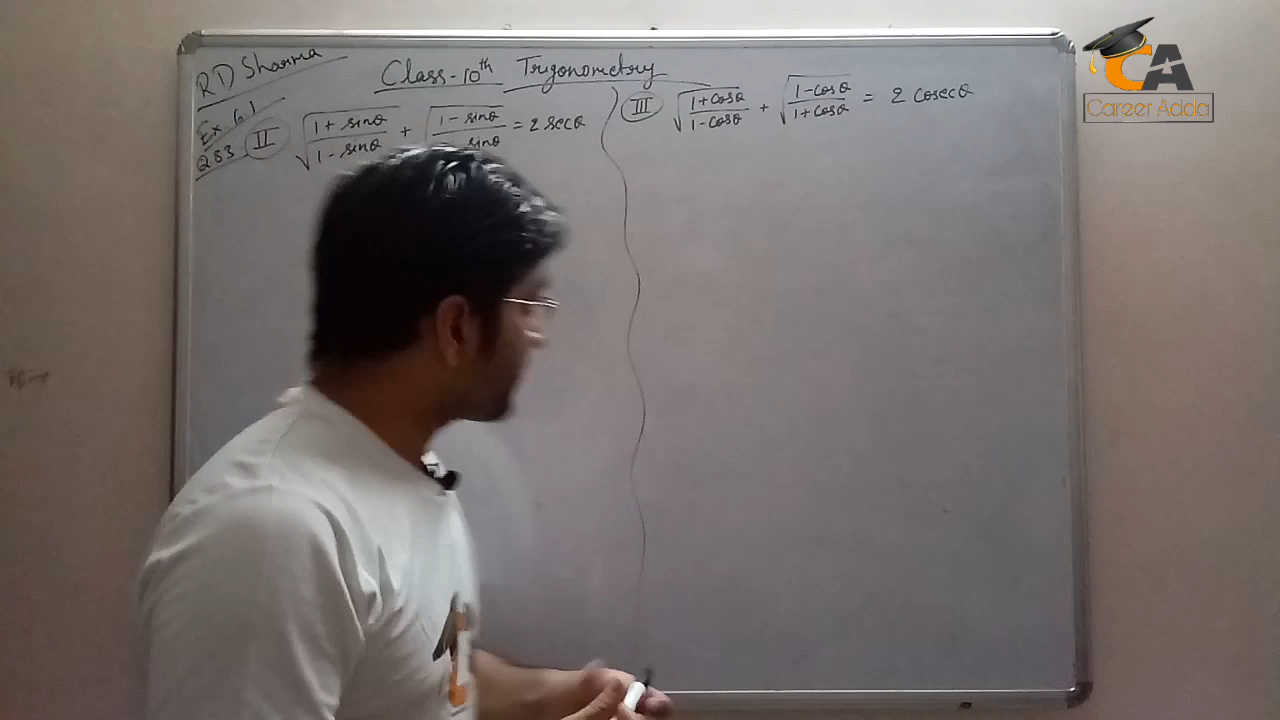 RD Sharma
Class-10th Trigonometry
Ex 6.1
Q.83 II √(1 + sinθ / 1 - sinθ) + √(1 - sinθ / sinθ) = 2 secθ
III √(1+cosθ / 1-cosθ) + √(1-cosθ / 1+cosθ) = 2 cosecθ
CA
Career Adda